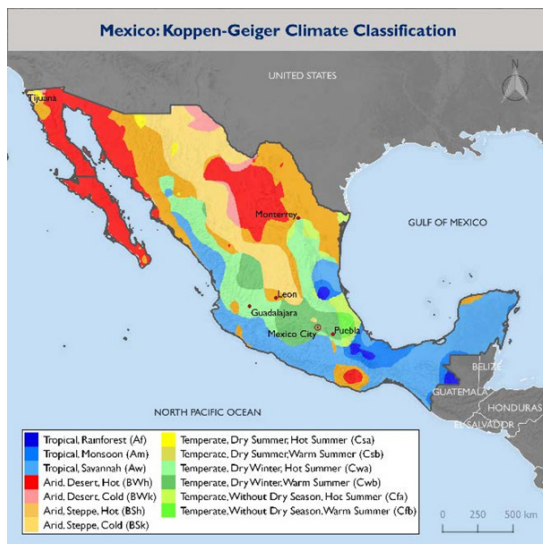 Mexico: Koppen-Geiger Climate Classification
UNITED STATES
N
Tijuana
Monterrey
GULF OF MEXICO
Leon
Guadalajara
Mexico City
Puebla
BELIZE
GUATEMALA
HONDURAS
EL SALVADOR
NORTH PACIFIC OCEAN
Tropical, Rainforest (Af)
Tropical, Monsoon (Am)
Tropical, Savannah (Aw)
Arid, Desert, Hot (BWh)
Arid, Desert, Cold (BWk)
Arid, Steppe, Hot (BSh)
Arid, Steppe, Cold (BSk)
Temperate, Dry Summer, Hot Summer (Csa)
Temperate, Dry Summer, Warm Summer (Csb)
Temperate, Dry Winter, Hot Summer (Cwa)
Temperate, Dry Winter, Warm Summer (Cwb)
Temperate, Without Dry Season, Hot Summer (Cfa)
Temperate, Without Dry Season, Warm Summer (Cfb)
0 250 500 km